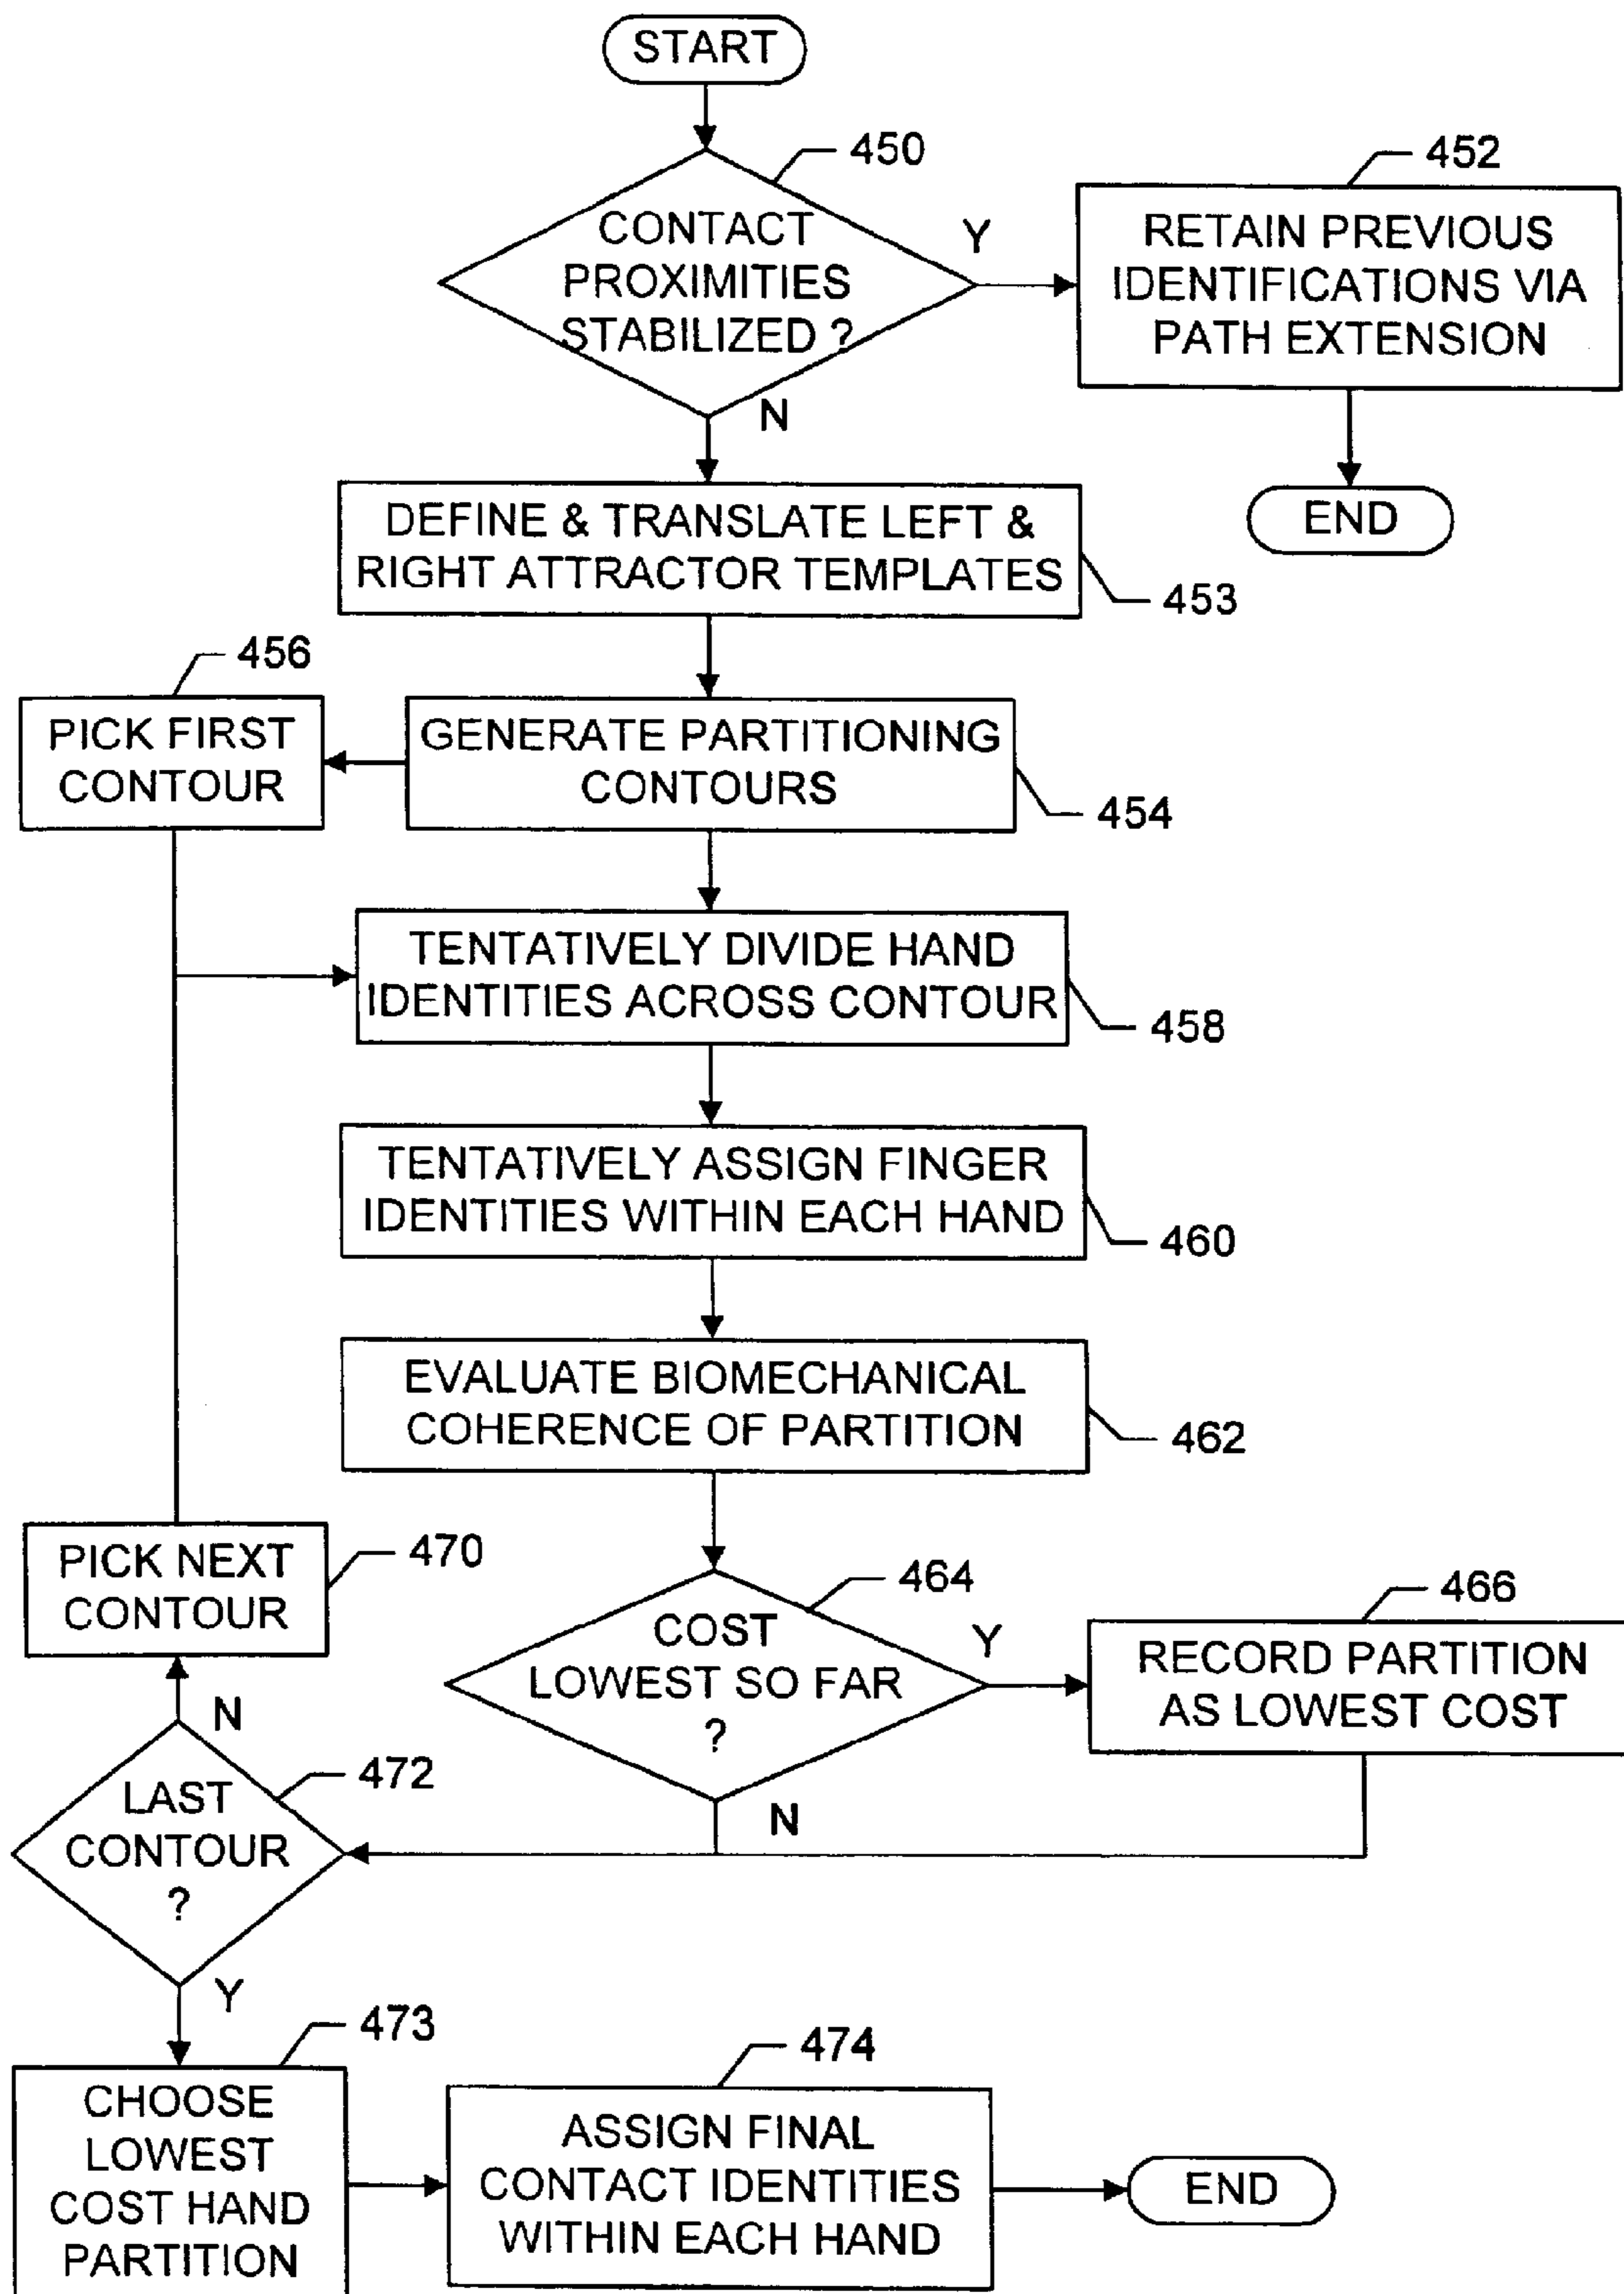 START
450
CONTACT
PROXIMITIES
STABILIZED ?
Y
N
452
RETAIN PREVIOUS
IDENTIFICATIONS VIA
PATH EXTENSION
END
DEFINE & TRANSLATE LEFT &
RIGHT ATTRACTOR TEMPLATES
453
456
PICK FIRST
CONTOUR
GENERATE PARTITIONING
CONTOURS
454
TENTATIVELY DIVIDE HAND
IDENTITIES ACROSS CONTOUR
458
TENTATIVELY ASSIGN FINGER
IDENTITIES WITHIN EACH HAND
460
EVALUATE BIOMECHANICAL
COHERENCE OF PARTITION
462
PICK NEXT
CONTOUR
470
464
COST
LOWEST SO FAR
?
Y
N
466
RECORD PARTITION
AS LOWEST COST
N
472
LAST
CONTOUR
?
Y
473
CHOOSE
LOWEST
COST HAND
PARTITION
474
ASSIGN FINAL
CONTACT IDENTITIES
WITHIN EACH HAND
END